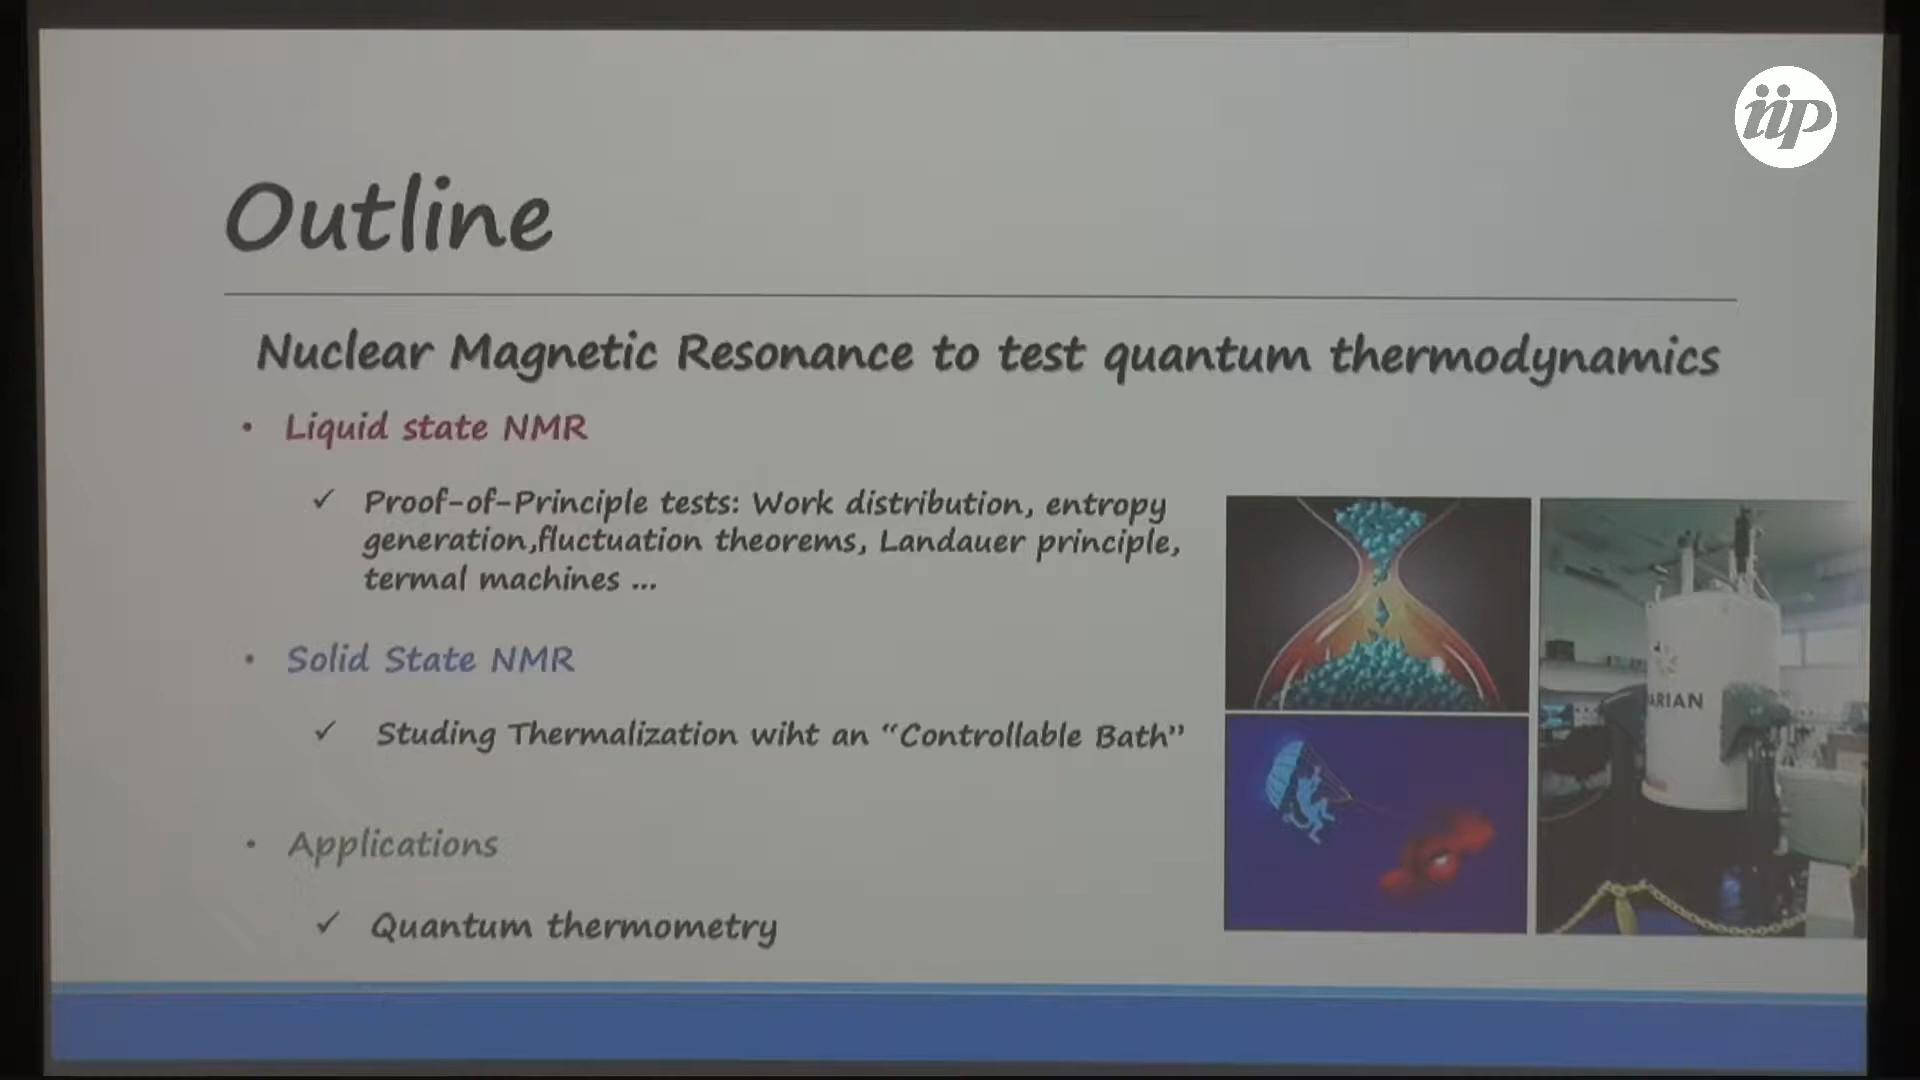 iip
Outline
Nuclear Magnetic Resonance to test quantum thermodynamics
• Liquid state NMR
✓ Proof-of-Principle tests: Work distribution, entropy
generation,fluctuation theorems, Landauer principle,
termal machines ...
• Solid State NMR
✓ Studing Thermalization wiht an “Controllable Bath”
• Applications
✓ Quantum thermometry
ARIAN